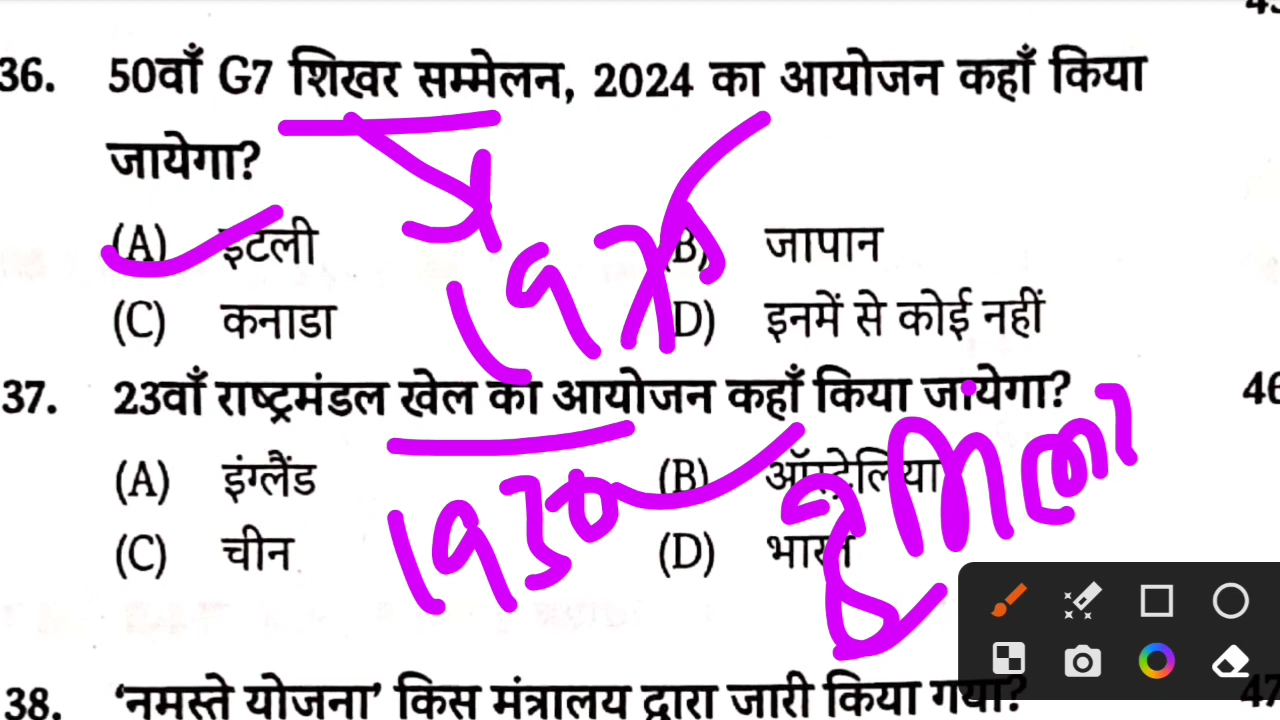 36. 50वाँ G7 शिखर सम्मेलन, 2024 का आयोजन कहाँ किया
जायेगा?
(A) इटली (B) जापान
(C) कनाडा (D) इनमें से कोई नहीं
37. 23वाँ राष्ट्रमंडल खेल का आयोजन कहाँ किया जायेगा? 46
(A) इंग्लैंड (B) ऑस्ट्रेलिया
(C) चीन (D) भारत
1930
38. 'नमस्ते योजना' किस मंत्रालय द्वारा जारी किया गया? 47